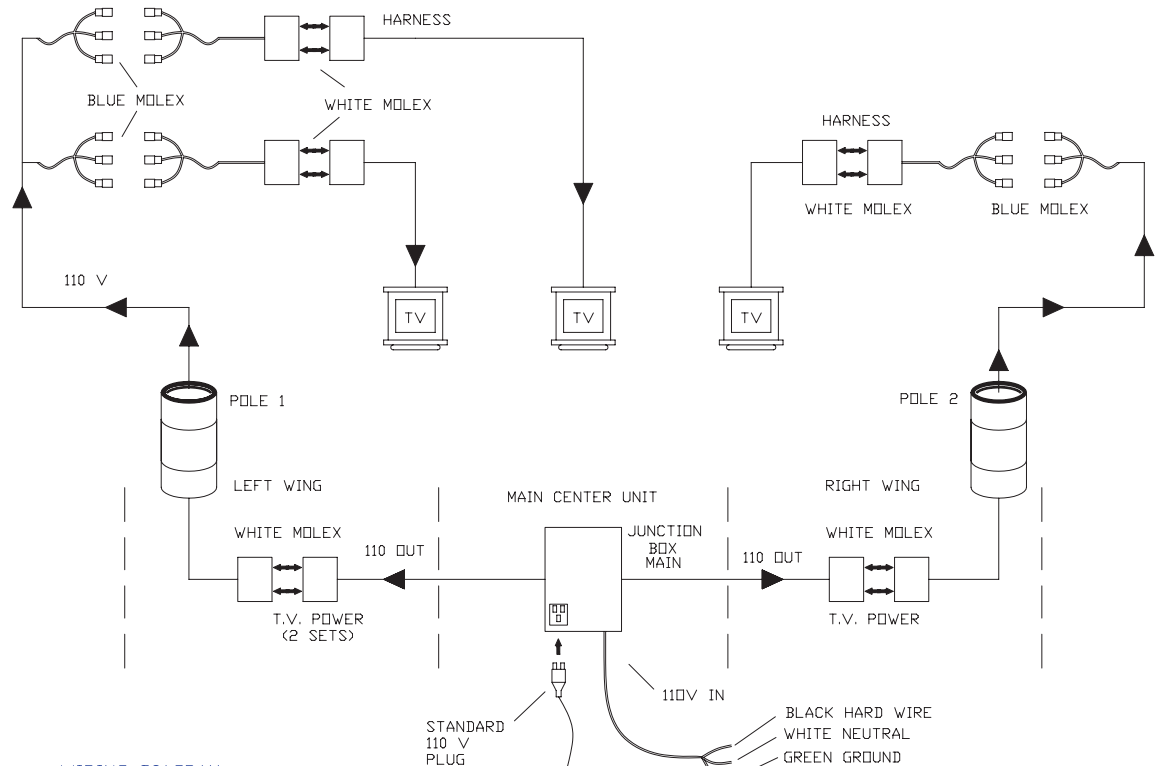 HARNESS
BLUE MOLEX
WHITE MOLEX
HARNESS
WHITE MOLEX
BLUE MOLEX
110 V
TV
TV
TV
POLE 1
POLE 2
LEFT WING
MAIN CENTER UNIT
RIGHT WING
WHITE MOLEX
110 OUT
JUNCTION
BOX
MAIN
110 OUT
WHITE MOLEX
T.V. POWER
(2 SETS)
T.V. POWER
110V IN
STANDARD
110 V
PLUG
BLACK HARD WIRE
WHITE NEUTRAL
GREEN GROUND